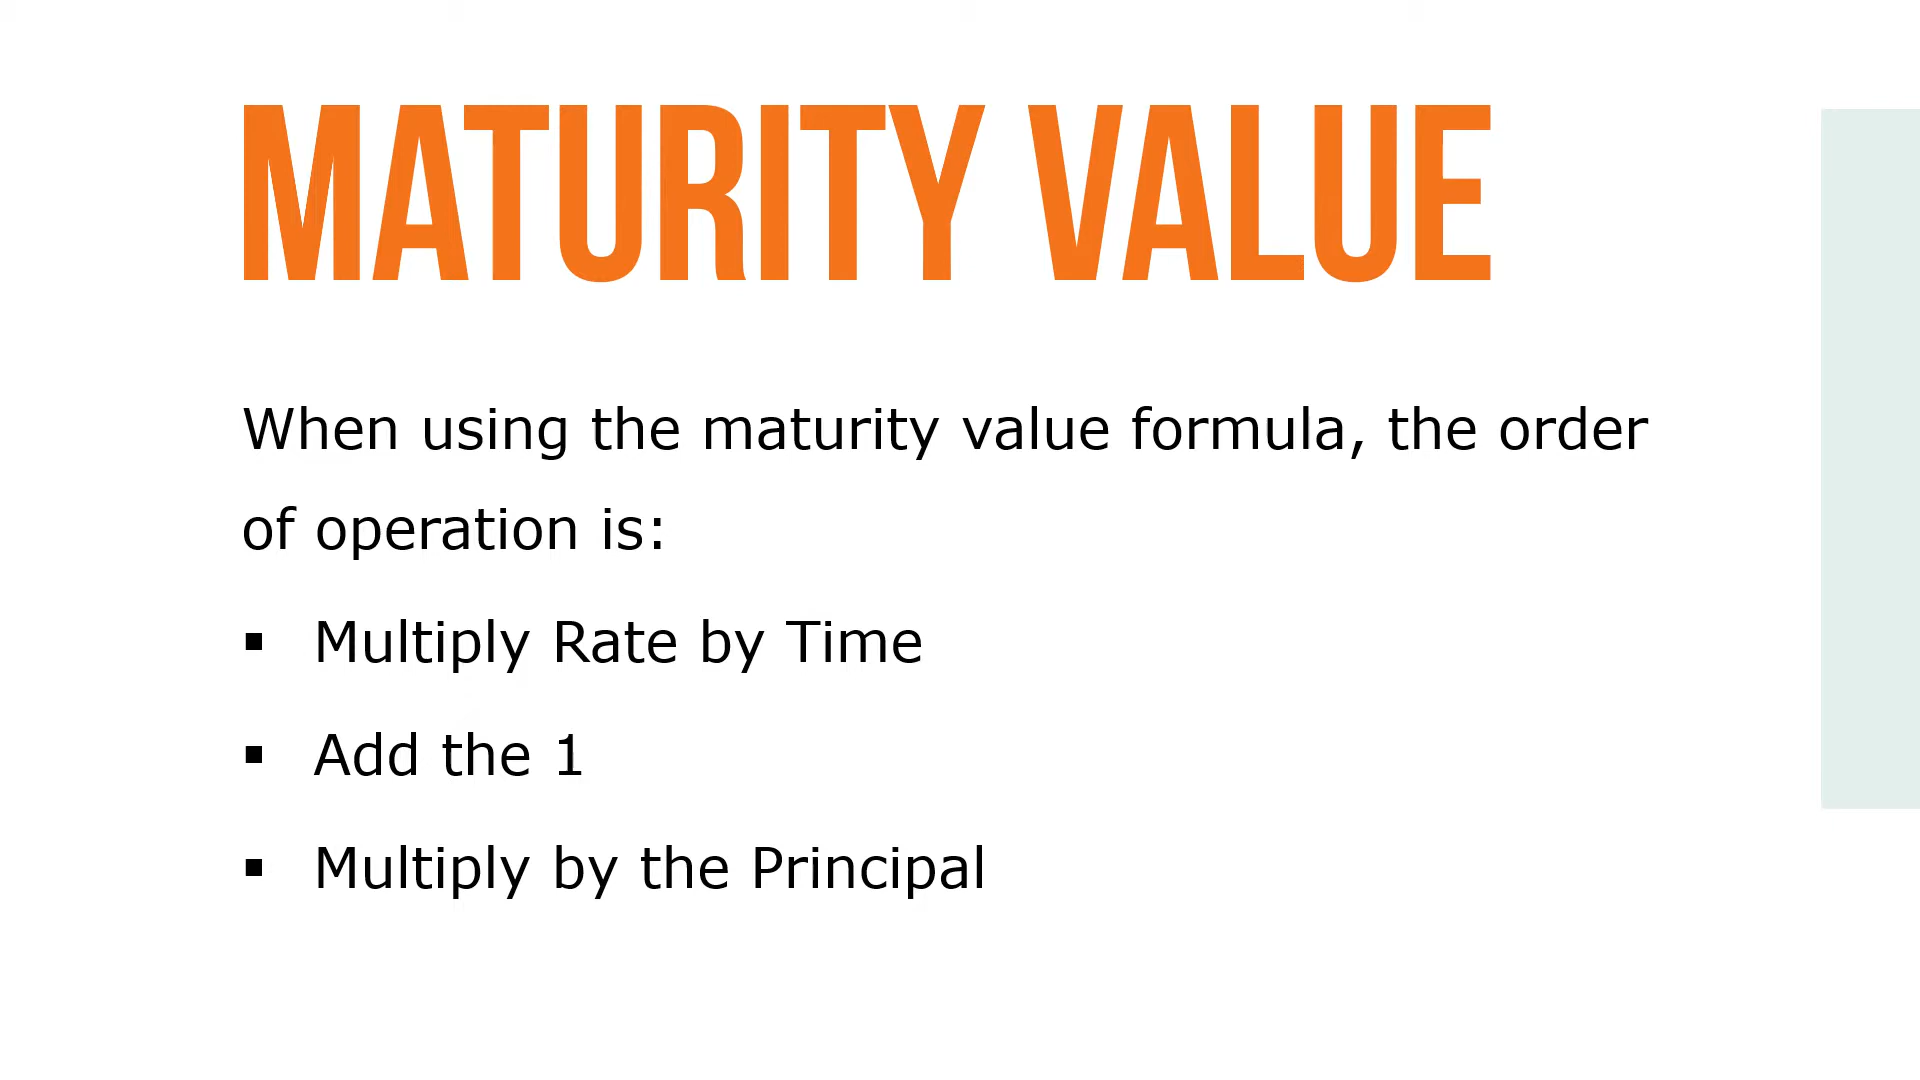 MATURITY VALUE
When using the maturity value formula, the order
of operation is:
▪ Multiply Rate by Time
▪ Add the 1
▪ Multiply by the Principal